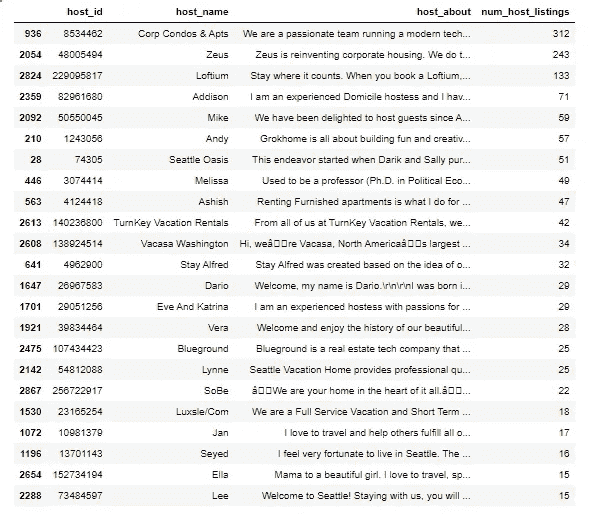 host_id host_name host_about num_host_listings
936 8534462 Corp Condos & Apts We are a passionate team running a modern tech... 312
2054 48005494 Zeus Zeus is reinventing corporate housing. We do t... 243
2824 229095817 Loftium Stay where it counts. When you book a Loftium,... 133
2359 82961680 Addison I am an experienced Domicile hostess and I hav... 71
2092 50550045 Mike We have been delighted to host guests since A... 59
210 1243056 Andy Grokhome is all about building fun and creativ... 57
28 74305 Seattle Oasis This endeavor started when Darik and Sally pur... 51
446 3074414 Melissa Used to be a professor (Ph.D. in Political Eco... 49
563 4124418 Ashish Renting Furnished apartments is what I do for ... 47
2613 140236800 TurnKey Vacation Rentals From all of us at TurnKey Vacation Rentals, we... 42
2608 138924514 Vacasa Washington Hi, weâ□□re Vacasa, North Americaâ□□s largest ... 34
641 4962900 Stay Alfred Stay Alfred was created based on the idea of o... 32
1647 26967583 Dario Welcome, my name is Dario.\r\n\r\nI was born i... 29
1701 29051256 Eve And Katrina I am an experienced hostess with passions for ... 29
1921 39834464 Vera Welcome and enjoy the history of our beautiful... 28
2475 107434423 Blueground Blueground is a real estate tech company that ... 25
2142 54812088 Lynne Seattle Vacation Home provides professional qu... 25
2867 256722917 SoBe â□□We are your home in the heart of it all.â□□... 22
1530 23165254 Luxsle/Com We are a Full Service Vacation and Short Term ... 18
1072 10981379 Jan I love to travel and help others fulfill all o... 17
1196 13701143 Seyed I feel very fortunate to live in Seattle. The ... 16
2654 152734194 Ella Mama to a beautiful girl. I love to travel, sp... 15
2288 73484597 Lee Welcome to Seattle! Staying with us, you will ... 15